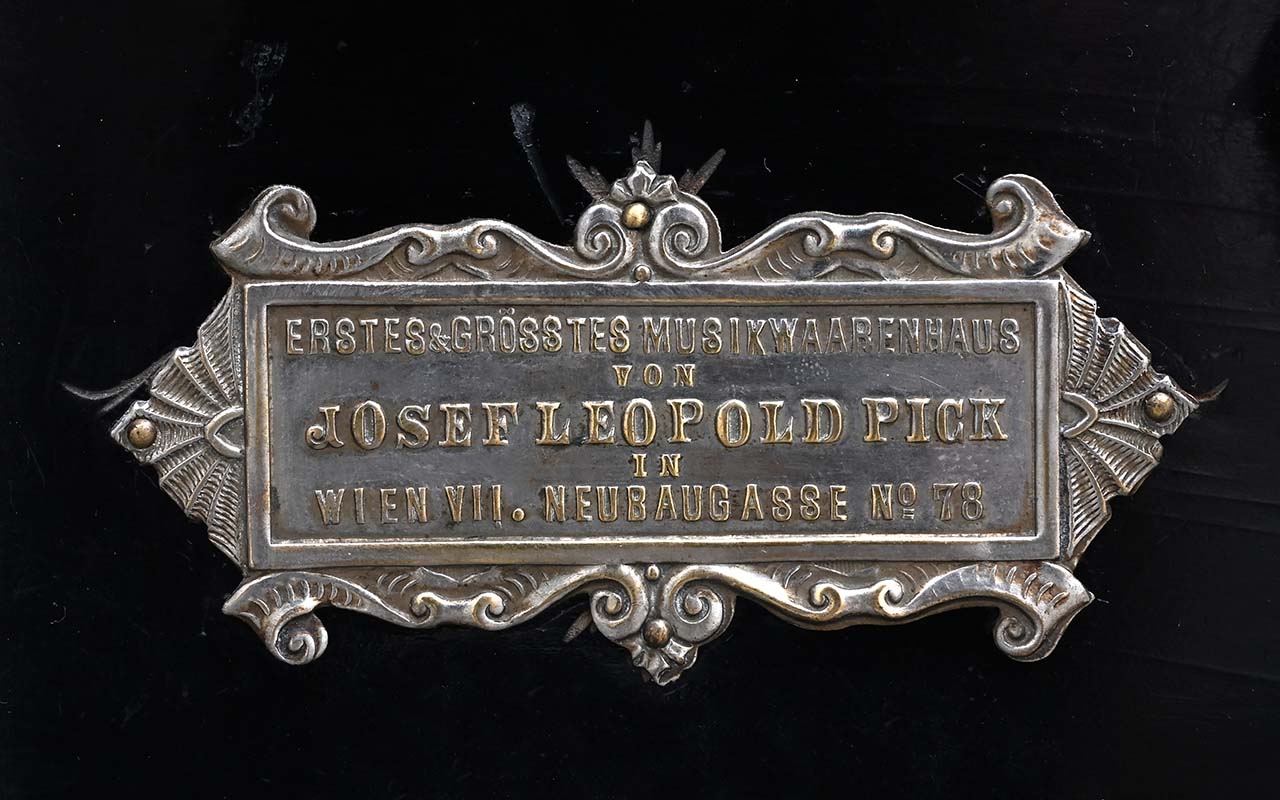 ERSTES & GRÖSSTES MUSIKWAARENHAUS
VON
JOSEF LEOPOLD PICK
IN
WIEN VII. NEUBAUGASSE No 78